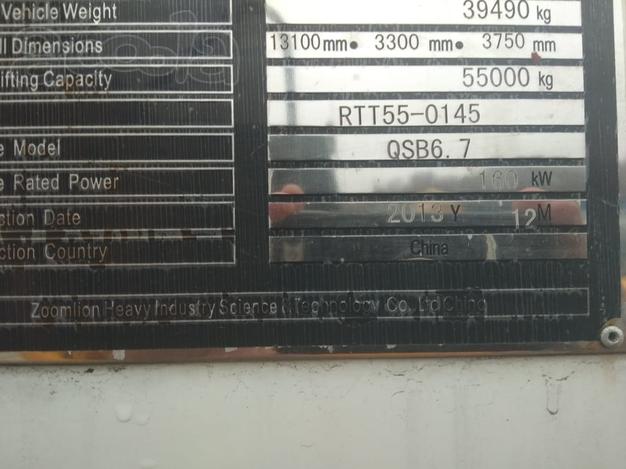 Vehicle Weight 39490 kg
ll Dimensions 13100mm• 3300 mm• 3750 mm
ifting Capacity 55000 kg
RTT55-0145
e Model QSB6.7
e Rated Power 160 kW
ction Date 2013 Y 12 M
ction Country China
Zoomlion Heavy Industry Science &Technology Co. Ltd China